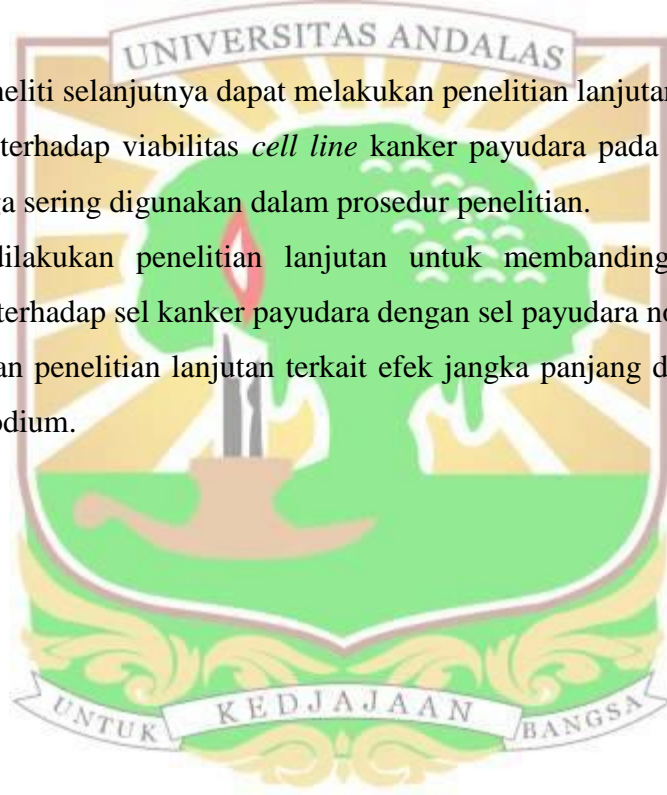 UNIVERSITAS ANDALAS
neliti selanjutnya dapat melakukan penelitian lanjutan
terhadap viabilitas cell line kanker payudara pada
ga sering digunakan dalam prosedur penelitian.
dilakukan penelitian lanjutan untuk membanding
terhadap sel kanker payudara dengan sel payudara no
an penelitian lanjutan terkait efek jangka panjang d
odium.
UNTUK KEDJAJAAN BANGSA